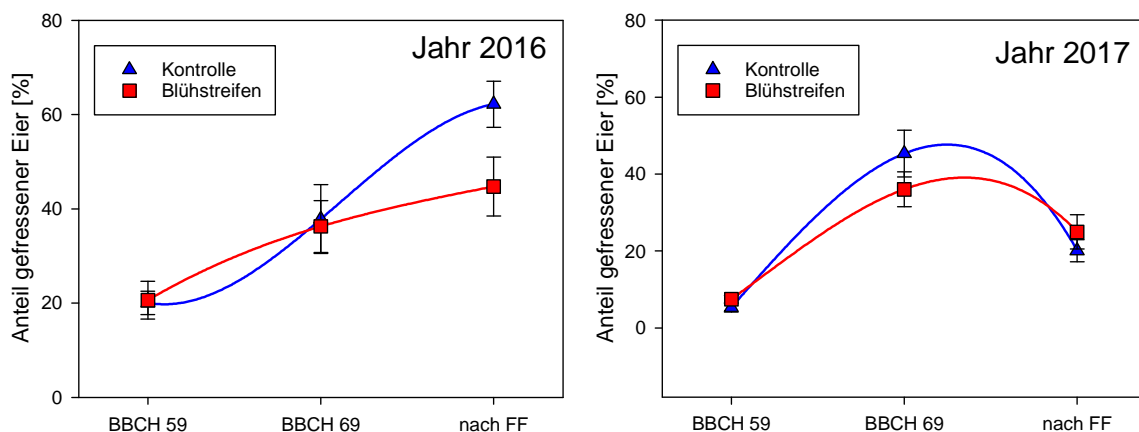 Jahr 2016
Kontrolle
Blühstreifen
Anteil gefressener Eier [%]
80
60
40
20
0
BBCH 59
BBCH 69
nach FF
Jahr 2017
Kontrolle
Blühstreifen
Anteil gefressener Eier [%]
80
60
40
20
0
BBCH 59
BBCH 69
nach FF